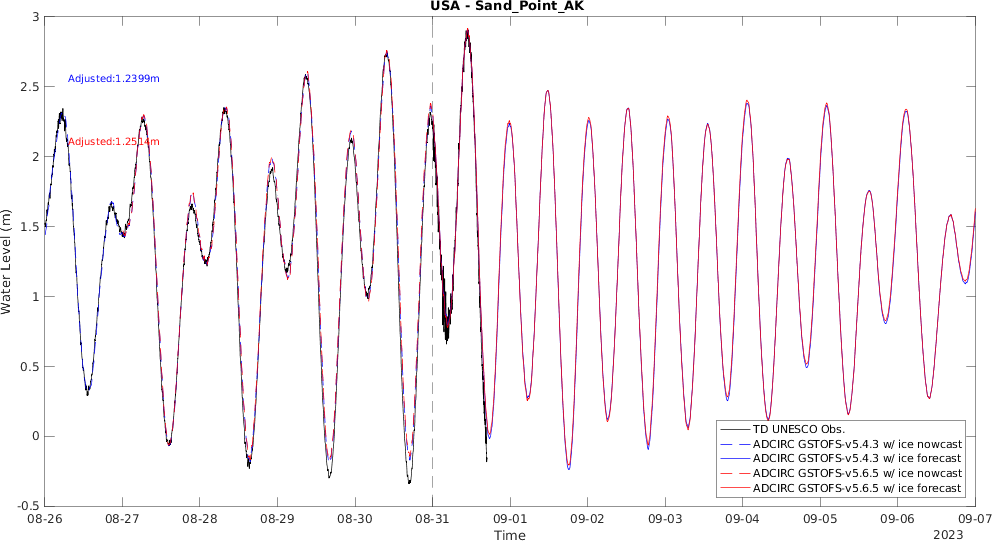 USA - Sand_Point_AK
3
2.5
2
1.5
1
0.5
0
-0.5
Water Level (m)
Adjusted:1.2399m
Adjusted:1.2514m
TD UNESCO Obs.
ADCIRC GSTOFS-v5.4.3 w/ ice nowcast
ADCIRC GSTOFS-v5.4.3 w/ ice forecast
ADCIRC GSTOFS-v5.6.5 w/ ice nowcast
ADCIRC GSTOFS-v5.6.5 w/ ice forecast
08-26 08-27 08-28 08-29 08-30 08-31 09-01 09-02 09-03 09-04 09-05 09-06 09-07
Time
2023